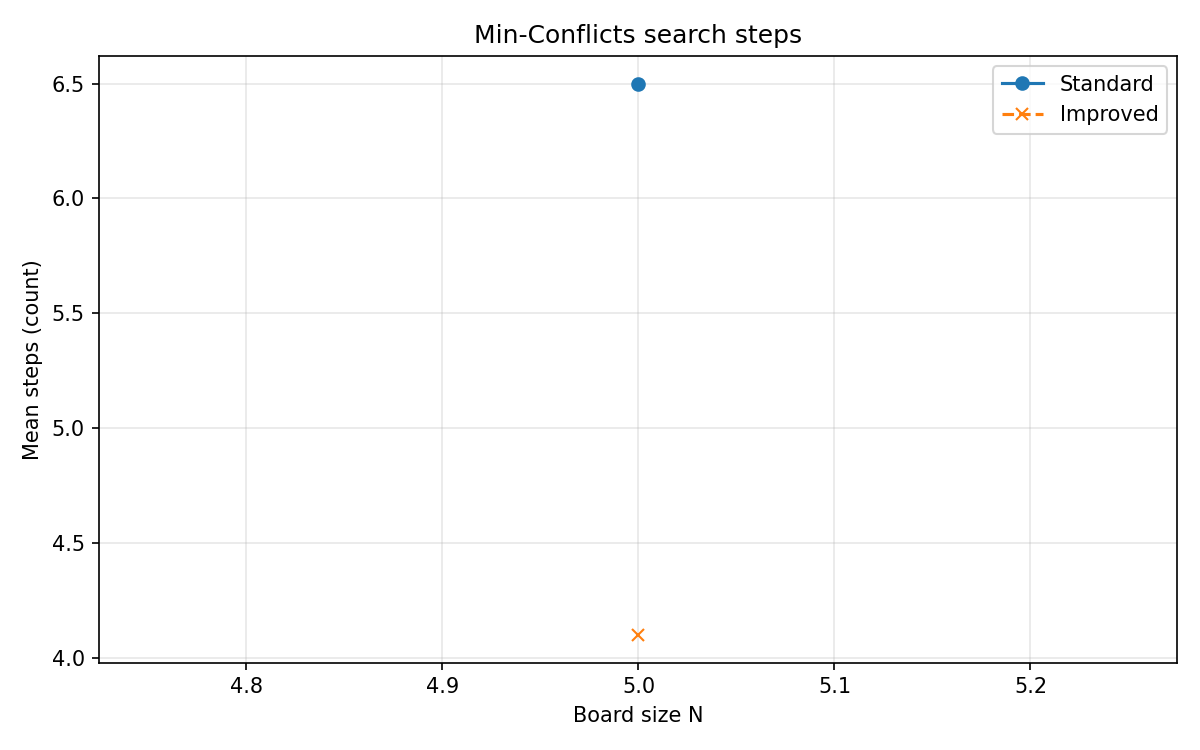 Min-Conflicts search steps
Standard
Improved
6.5
6.0
5.5
5.0
4.5
4.0
Mean steps (count)
4.8 4.9 5.0 5.1 5.2
Board size N